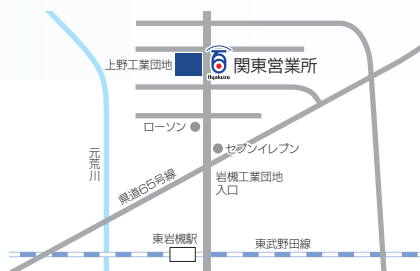 上野工業団地
Hyakuzo
関東営業所
ローソン
セブンイレブン
元荒川
県道65号線
岩槻工業団地
入口
東岩槻駅
東武野田線